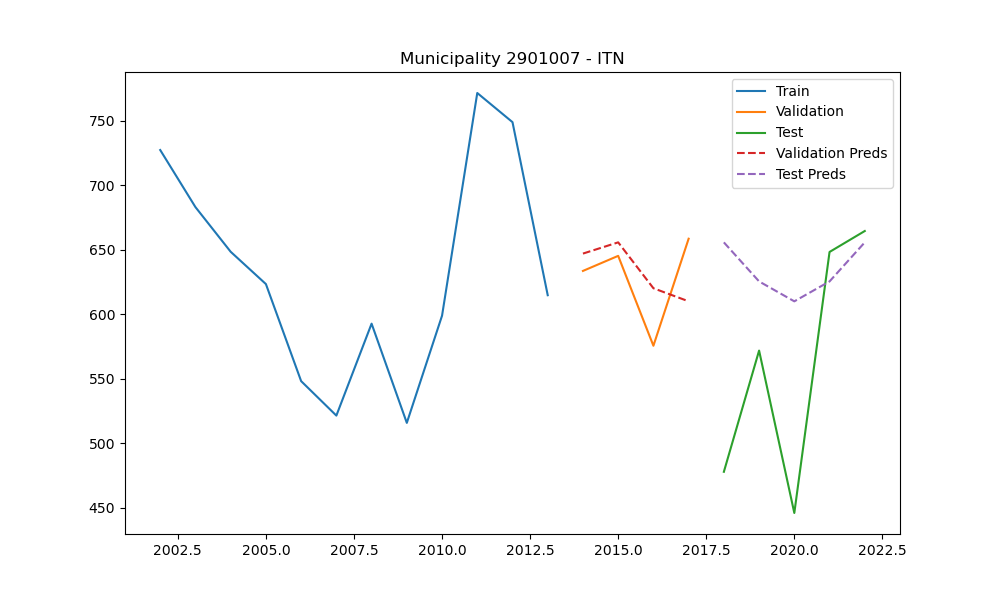 Municipality 2901007 - ITN
Train
Validation
Test
Validation Preds
Test Preds
750
700
650
600
550
500
450
2002.5 2005.0 2007.5 2010.0 2012.5 2015.0 2017.5 2020.0 2022.5